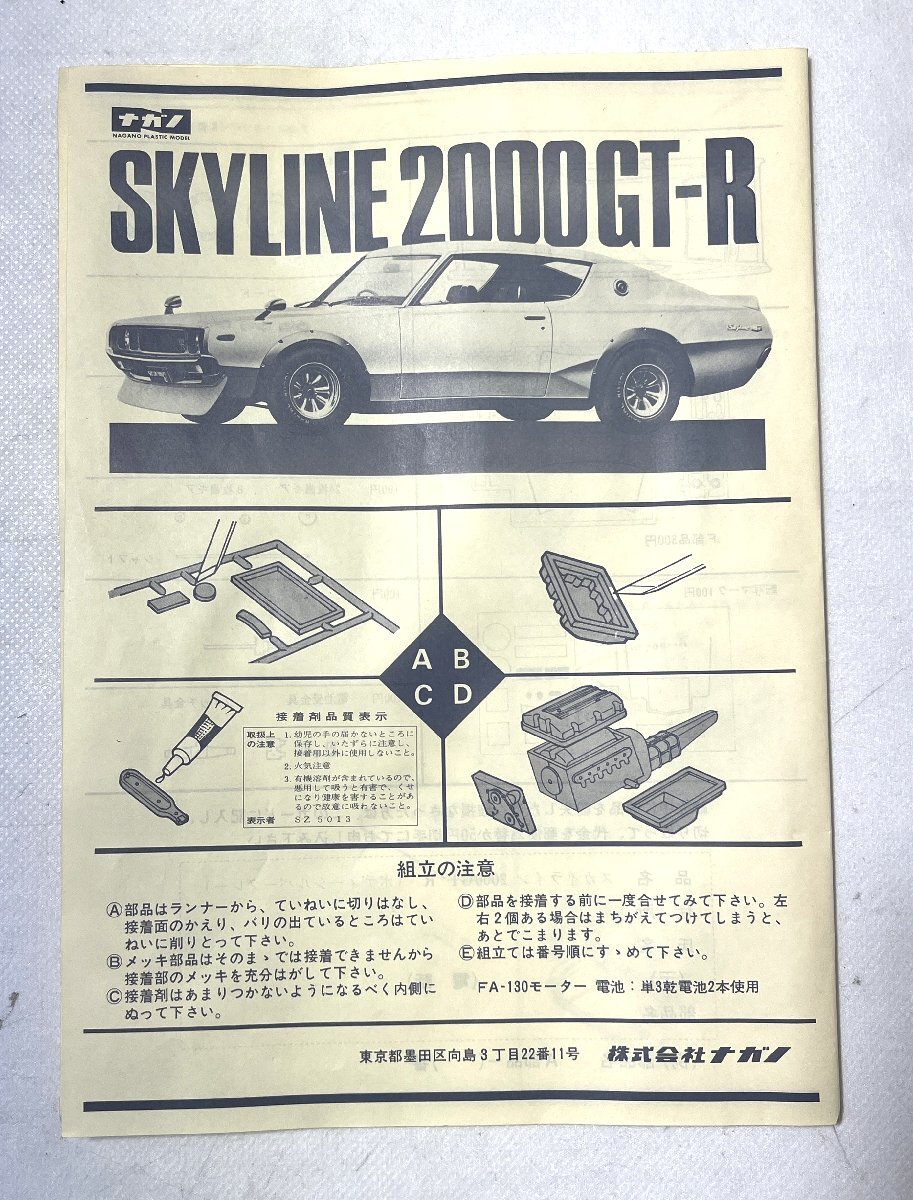 ナガノ
NAGANO PLASTIC MODEL
SKYLINE 2000GT-R
Skyline
A B
C D
接着剤品質表示
取扱上の注意
1. 幼児の手の届かないところに
保存し、いたずらに注意し、
接着用以外に使用しないこと。
2. 火気注意
3. 有機溶剤が含まれているので、
悪用して吸うと有害で、くせ
になり健康を害することがあ
るので故意に吸わないこと。
表示者 SZ5013
組立の注意
Ⓐ部品はランナーから、ていねいに切りはなし、
接着面のかえり、バリの出ているところはてい
ねいに削りとって下さい。
Ⓑメッキ部品はそのまゝでは接着できませんから
接着部のメッキを充分はがして下さい。
Ⓒ接着剤はあまりつかないようになるべく内側に
ぬって下さい。
Ⓓ部品を接着する前に一度合せてみて下さい。左
右2個ある場合はまちがえてつけてしまうと、
あとでこまります。
Ⓔ組立ては番号順にすゝめて下さい。
FA-130モーター 電池：単3乾電池2本使用
東京都墨田区向島3丁目22番11号 株式会社ナガノ